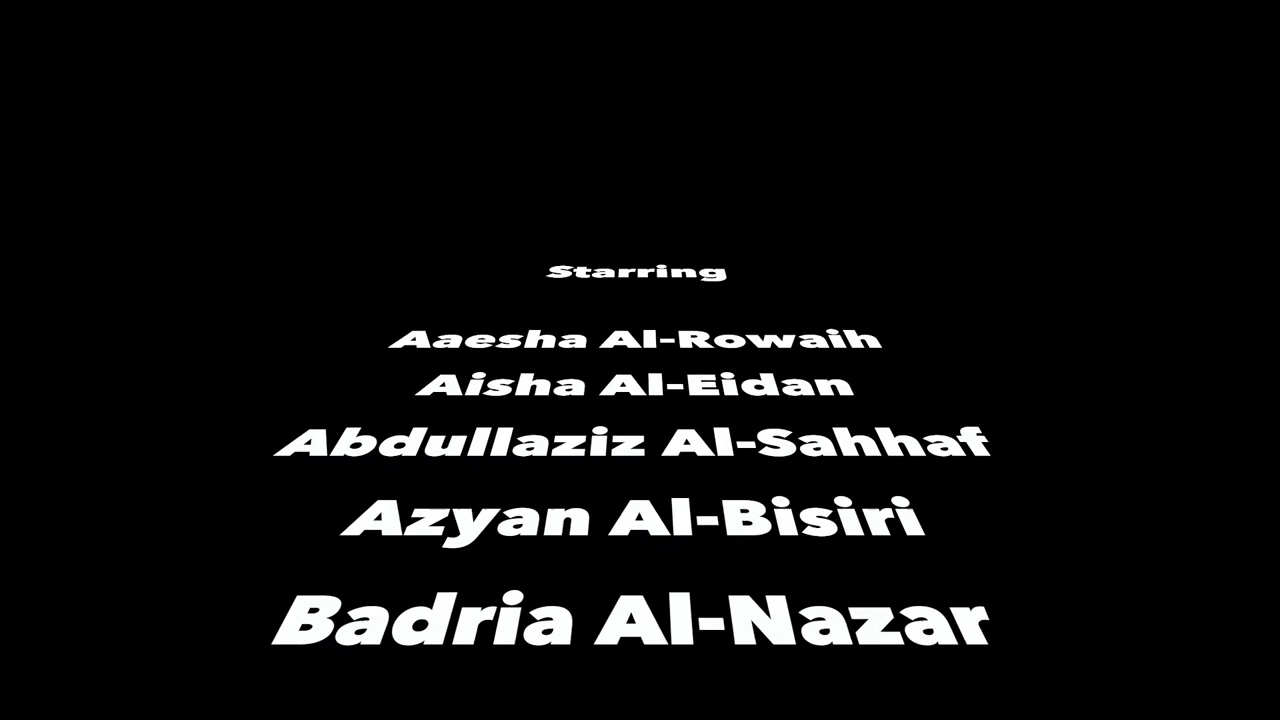 Starring
Aaesha Al-Rowaih
Aisha Al-Eidan
Abdullaziz Al-Sahhaf
Azyan Al-Bisiri
Badria Al-Nazar